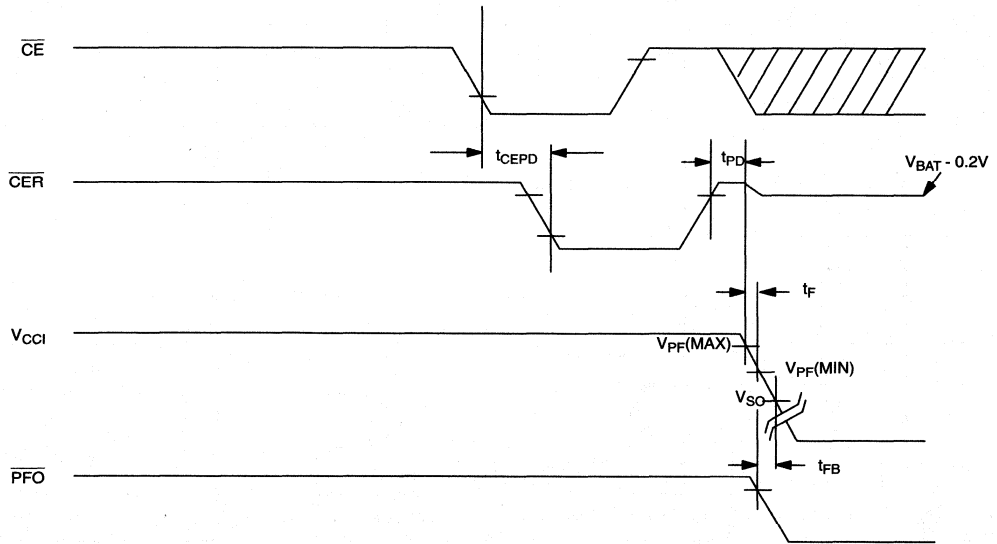 CE
tCEPD
tPD
CER
VBAT - 0.2V
tF
VCCI
VPF(MAX)
VPF(MIN)
VSO
PFO
tFB